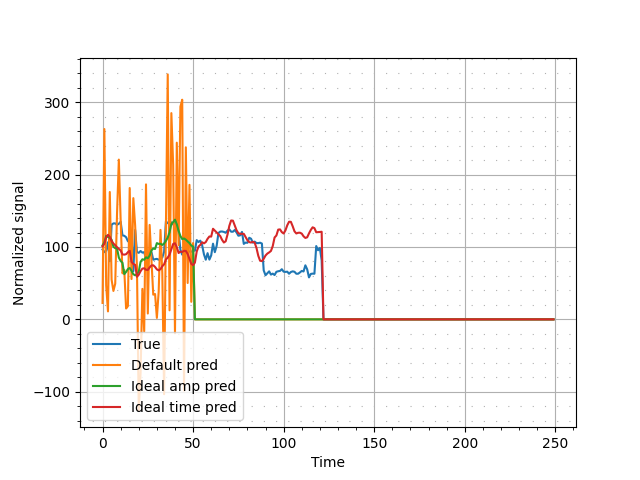 Normalized signal
300
200
100
0
−100
True
Default pred
Ideal amp pred
Ideal time pred
0 50 100 150 200 250
Time